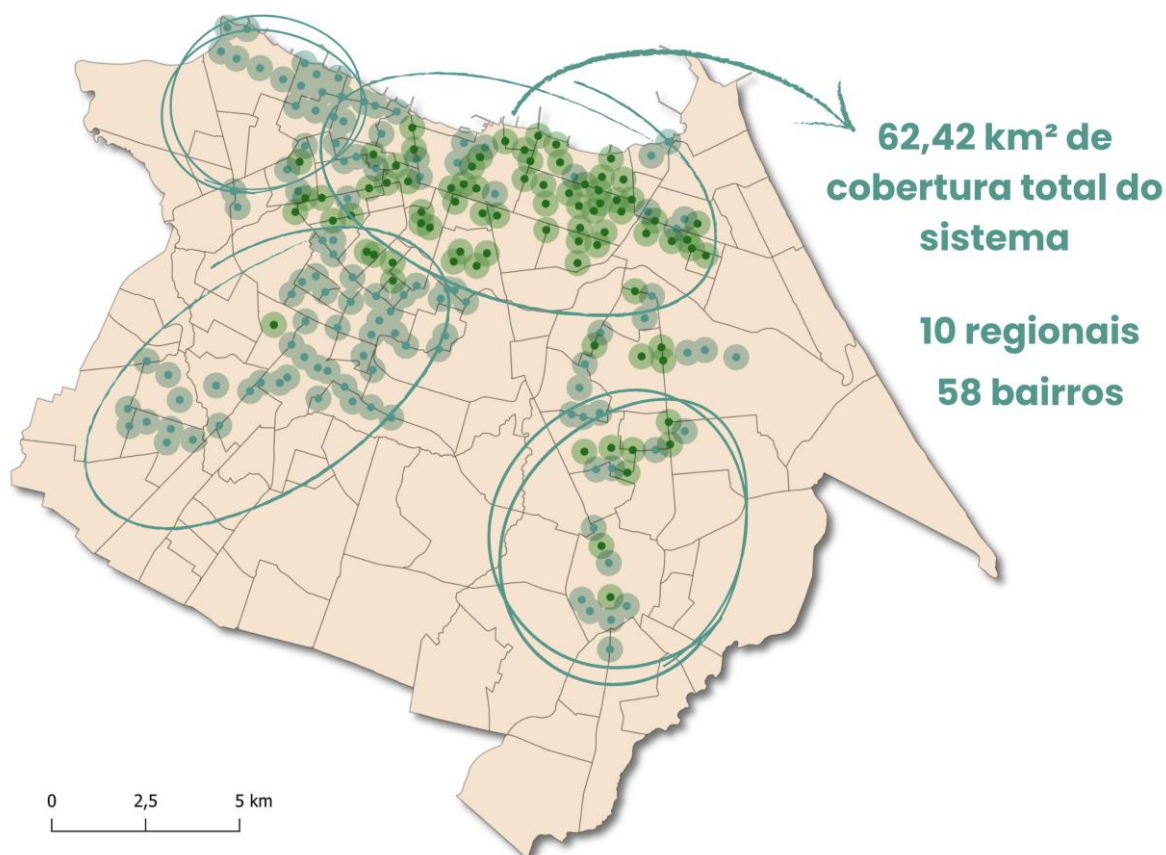 62,42 km² de
cobertura total do
sistema
10 regionais
58 bairros
0 2,5 5 km